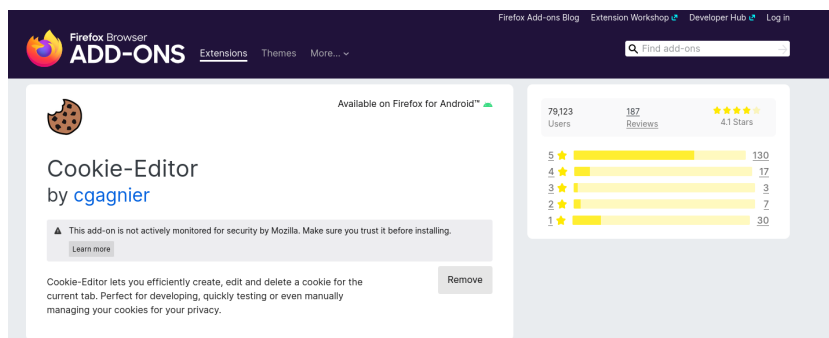 Firefox Add-ons Blog Extension Workshop Developer Hub Log in
Firefox Browser
ADD-ONS
Extensions Themes More...
Find add-ons
Available on Firefox for Android™
Cookie-Editor
by cgagnier
This add-on is not actively monitored for security by Mozilla. Make sure you trust it before installing.
Learn more
Cookie-Editor lets you efficiently create, edit and delete a cookie for the
current tab. Perfect for developing, quickly testing or even manually
managing your cookies for your privacy.
Remove
79,123 187
Users Reviews 4.1 Stars
5 130
4 17
3 3
2 7
1 30